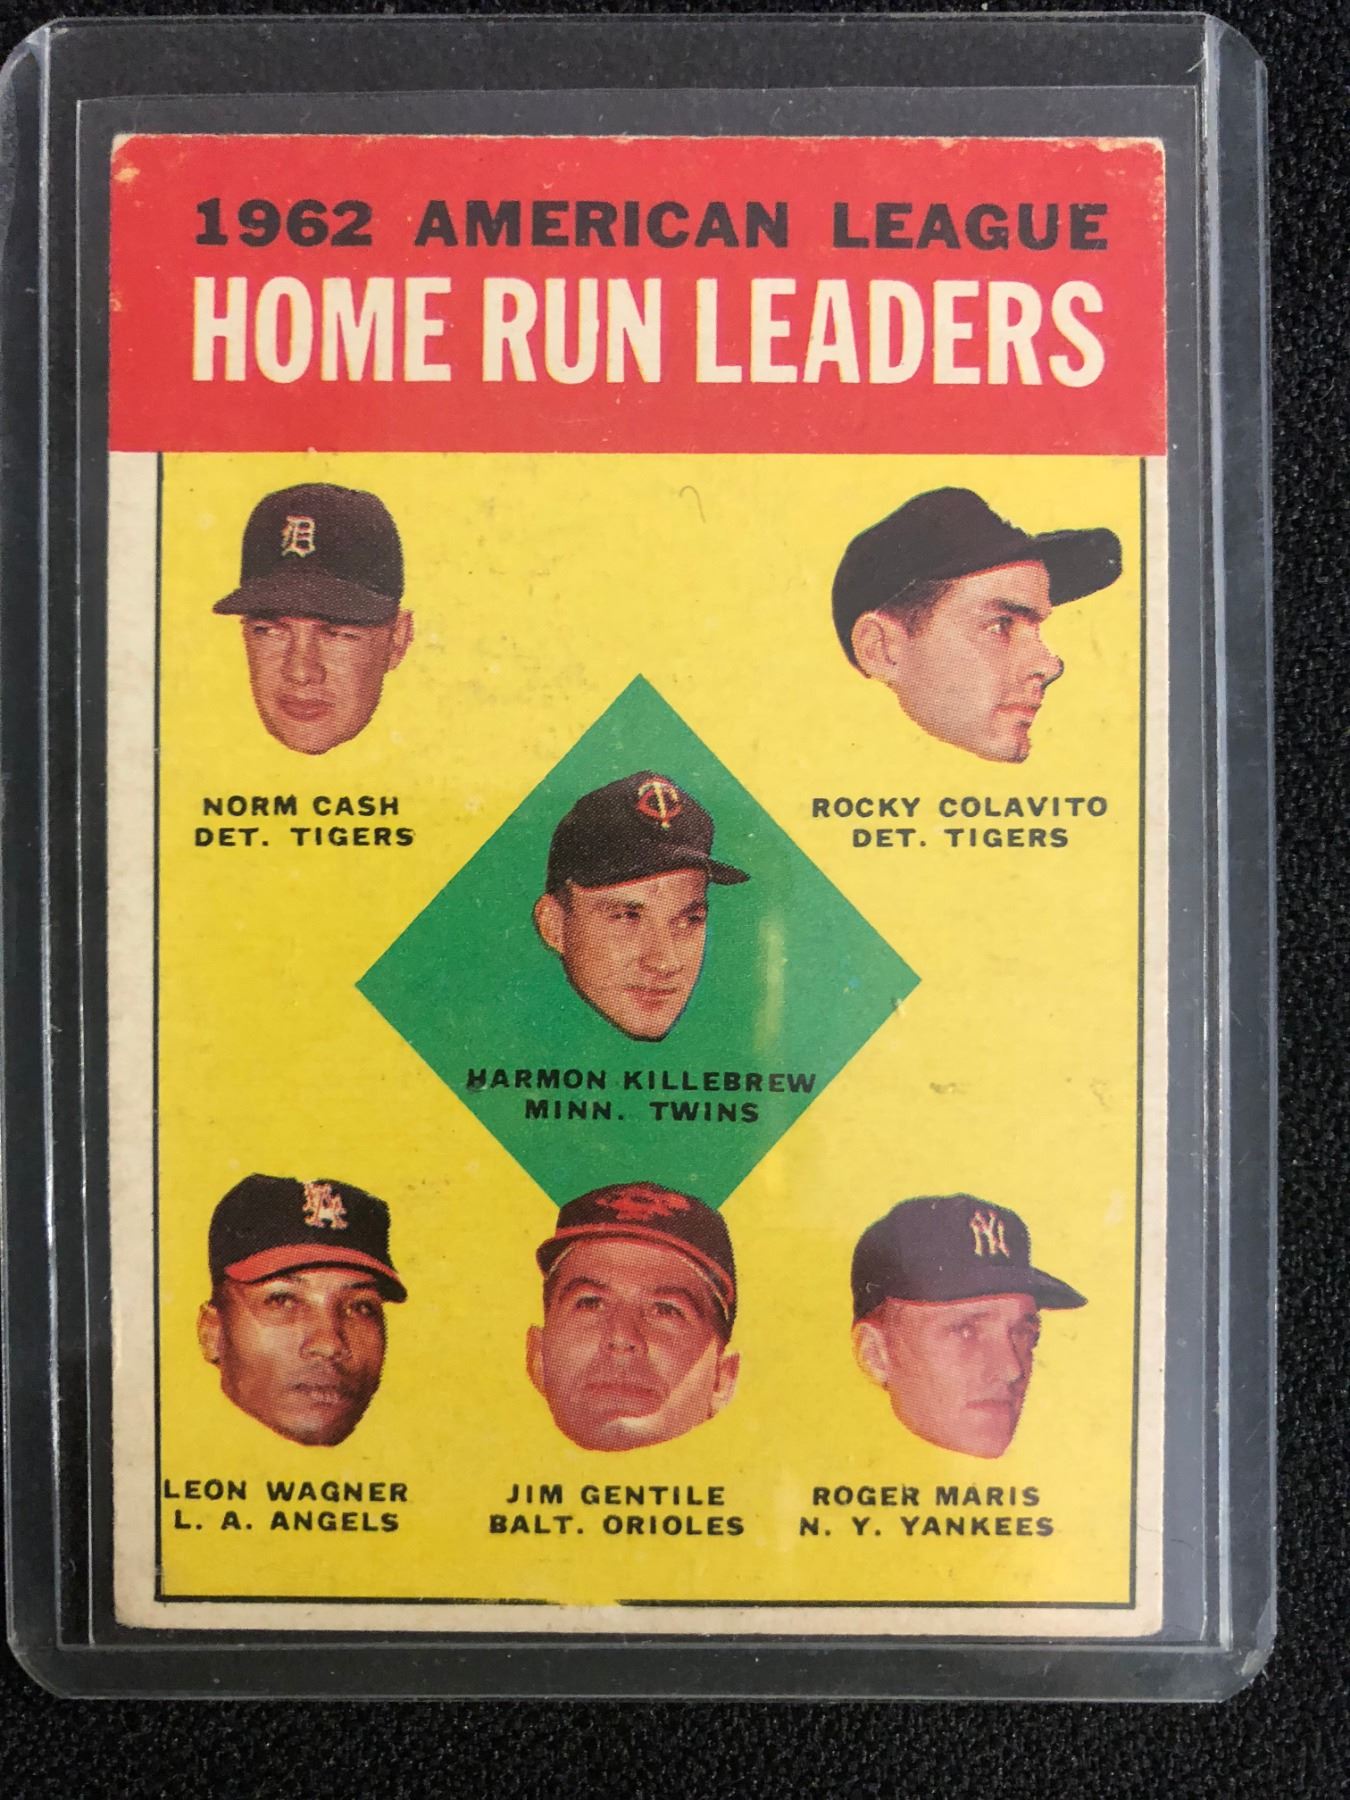 1962 AMERICAN LEAGUE
HOME RUN LEADERS
NORM CASH
DET. TIGERS
ROCKY COLAVITO
DET. TIGERS
HARMON KILLEBREW
MINN. TWINS
LEON WAGNER
L. A. ANGELS
JIM GENTILE
BALT. ORIOLES
ROGER MARIS
N. Y. YANKEES